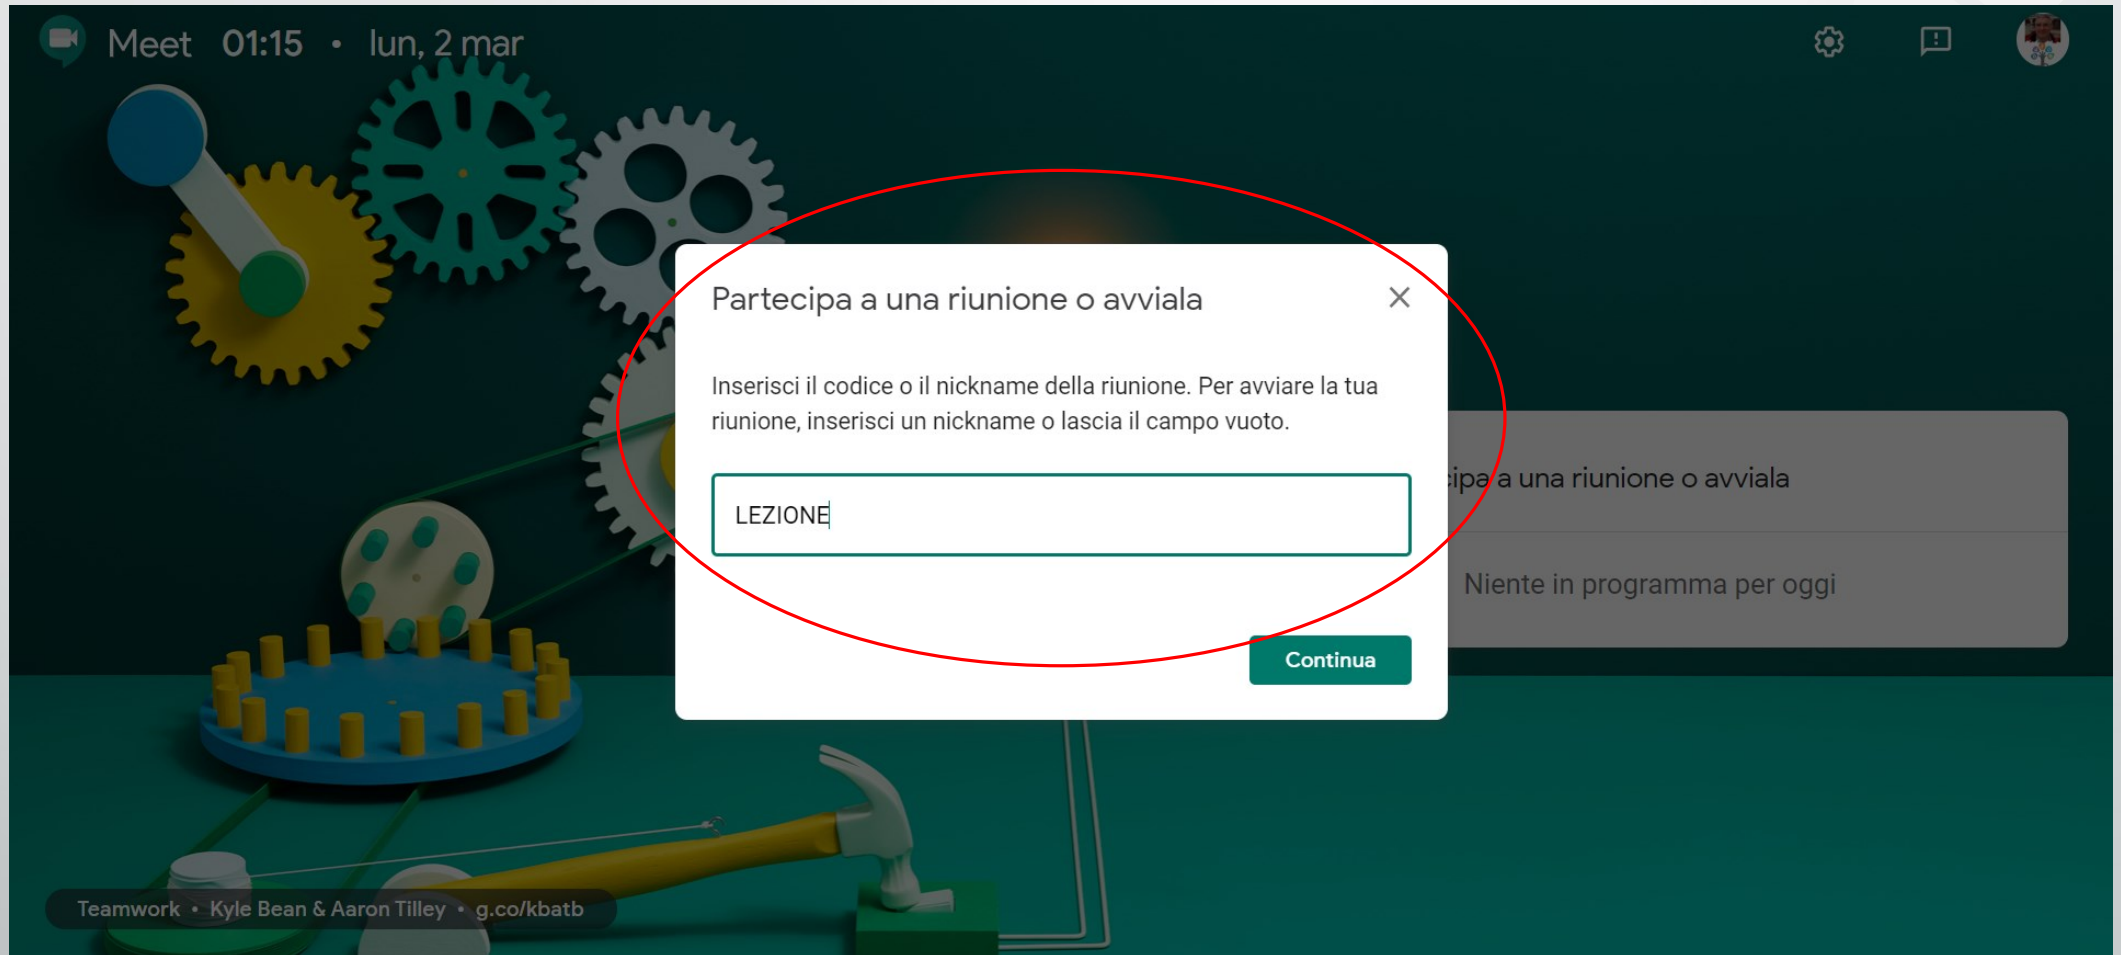 Meet 01:15 • lun, 2 mar
Partecipa a una riunione o avviala
Inserisci il codice o il nickname della riunione. Per avviare la tua
riunione, inserisci un nickname o lascia il campo vuoto.
LEZIONE
Continua
cipa a una riunione o avviala
Niente in programma per oggi
Teamwork • Kyle Bean & Aaron Tilley • g.co/kbatb